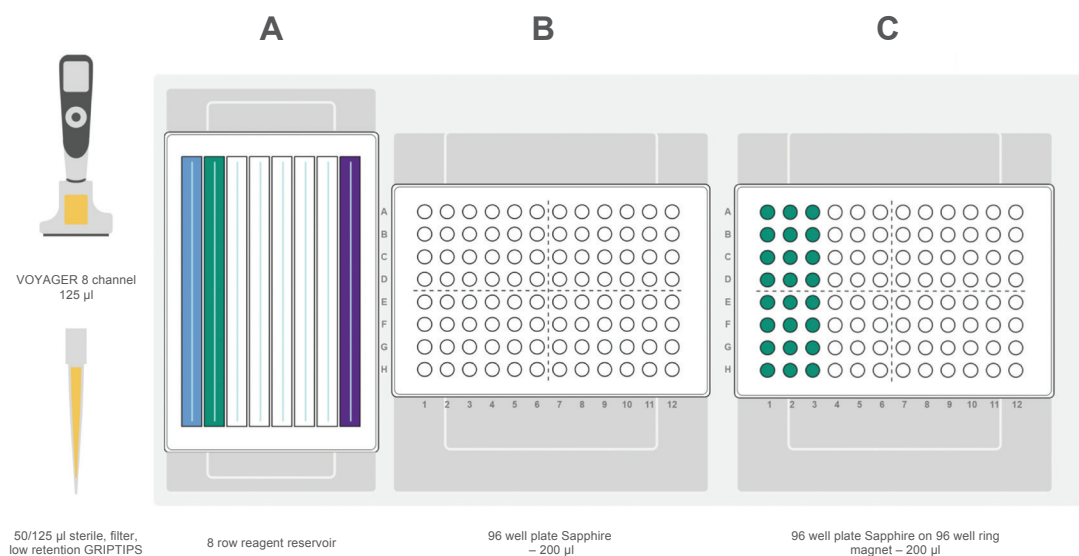 A B C
VOYAGER 8 channel
125 µl
A
B
C
D
E
F
G
H
1 2 3 4 5 6 7 8 9 10 11 12
A
B
C
D
E
F
G
H
1 2 3 4 5 6 7 8 9 10 11 12
50/125 µl sterile, filter,
low retention GRIPTIPS
8 row reagent reservoir
96 well plate Sapphire
– 200 µl
96 well plate Sapphire on 96 well ring
magnet – 200 µl